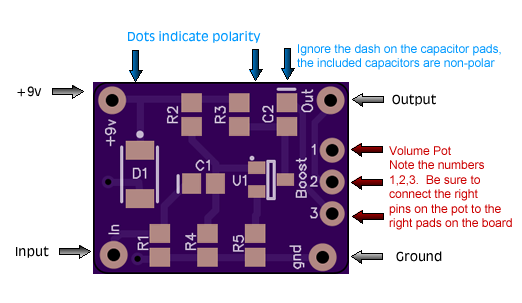 Dots indicate polarity
Ignore the dash on the capacitor pads,
the included capacitors are non-polar
+9v
Output
+9v
R2
R3
C2
Out
1
Volume Pot
Note the numbers
1,2,3. Be sure to
connect the right
pins on the pot to the
right pads on the board
D1
C1
U1
Boost
2
3
Input
In
R1
R4
R5
gnd
Ground